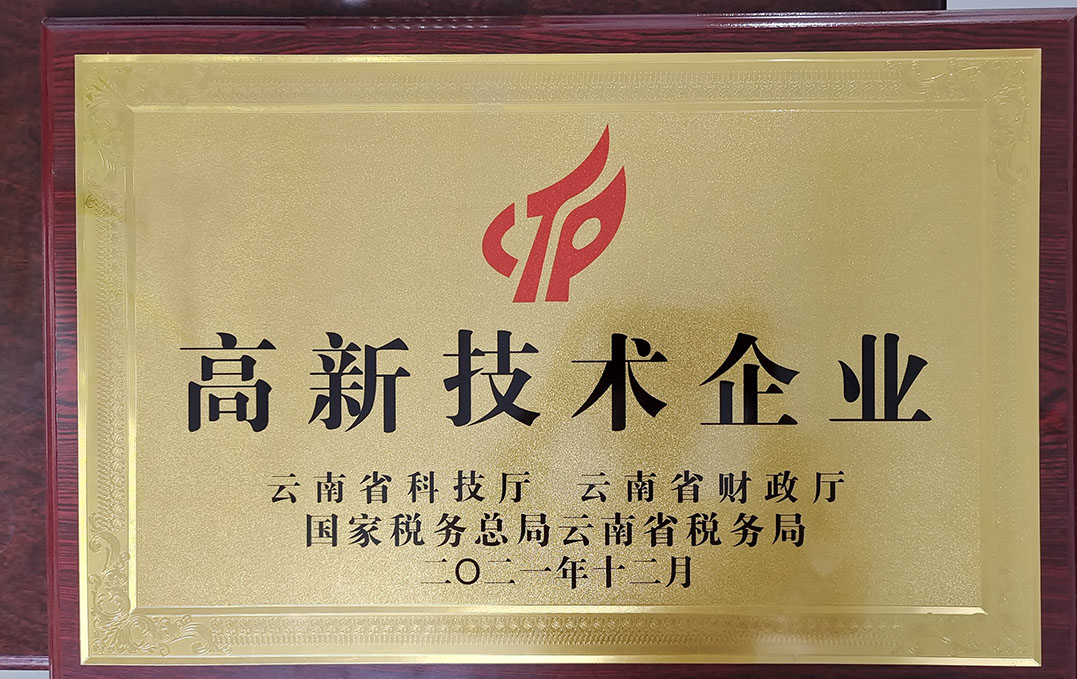 CTP
高新技术企业
云南省科技厅 云南省财政厅
国家税务总局云南省税务局
二〇二一年十二月